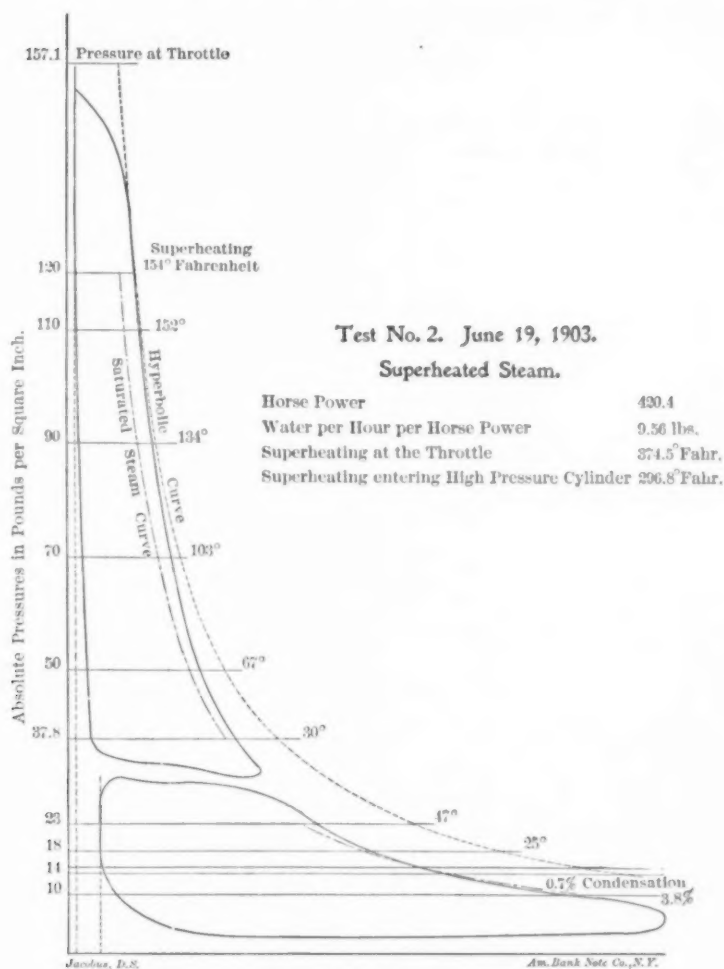 157.1 Pressure at Throttle
Superheating
120 154° Fahrenheit
110 152°
Test No. 2. June 19, 1903.
Superheated Steam.
Horse Power 420.4
Water per Hour per Horse Power 9.56 lbs.
Superheating at the Throttle 374.5° Fahr.
Superheating entering High Pressure Cylinder 296.8° Fahr.
Hyperbolic Curve
Saturated Steam Curve
Absolute Pressures in Pounds per Square Inch.
90 134°
70 103°
50 67°
37.8 30°
23 47°
18 25°
14
0.7% Condensation
10 3.8%
Jacobus, D.S. Am. Bank Note Co., N.Y.